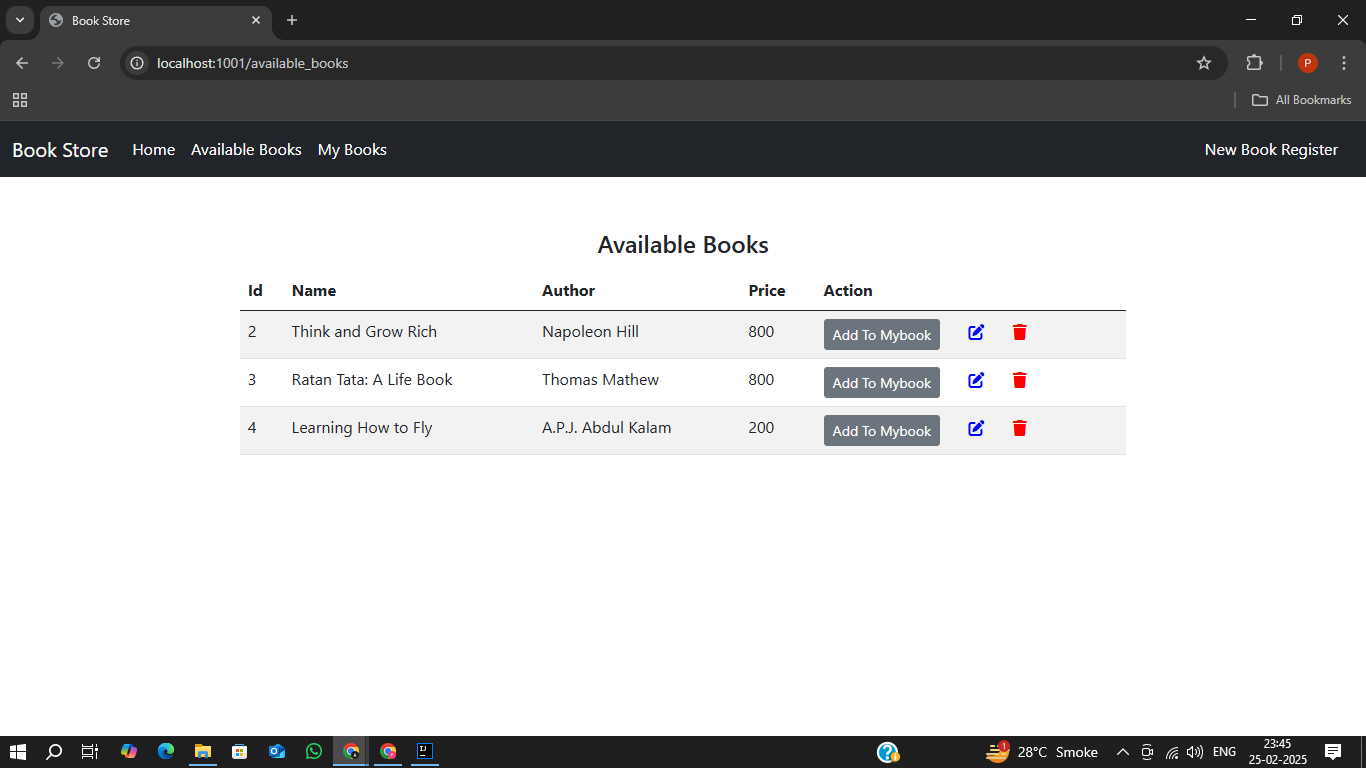 Book Store
localhost:1001/available_books
P
All Bookmarks
Book Store Home Available Books My Books New Book Register
Available Books
Id Name Author Price Action
2 Think and Grow Rich Napoleon Hill 800 Add To Mybook
3 Ratan Tata: A Life Book Thomas Mathew 800 Add To Mybook
4 Learning How to Fly A.P.J. Abdul Kalam 200 Add To Mybook
1 28°C Smoke ENG 23:45
25-02-2025